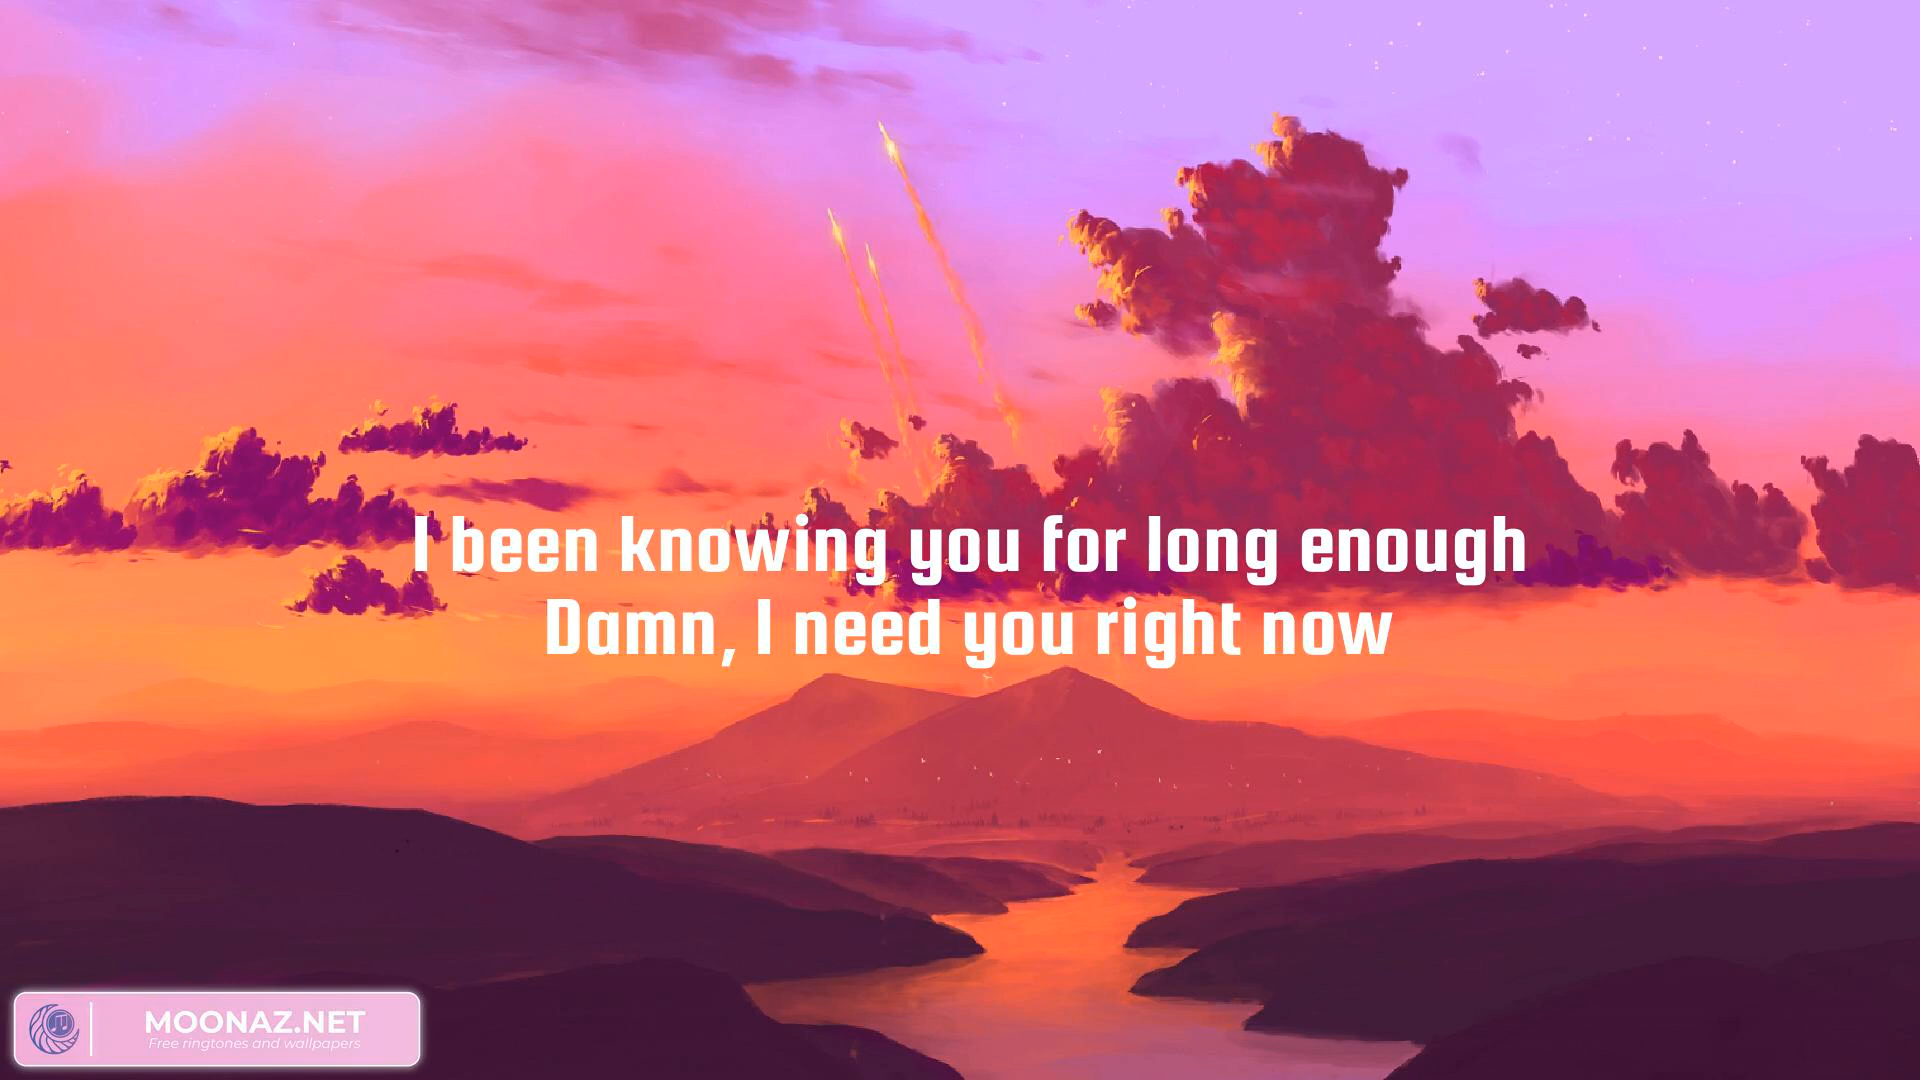 I been knowing you for long enough
Damn, I need you right now
MOONAZ.NET
Free ringtones and wallpapers